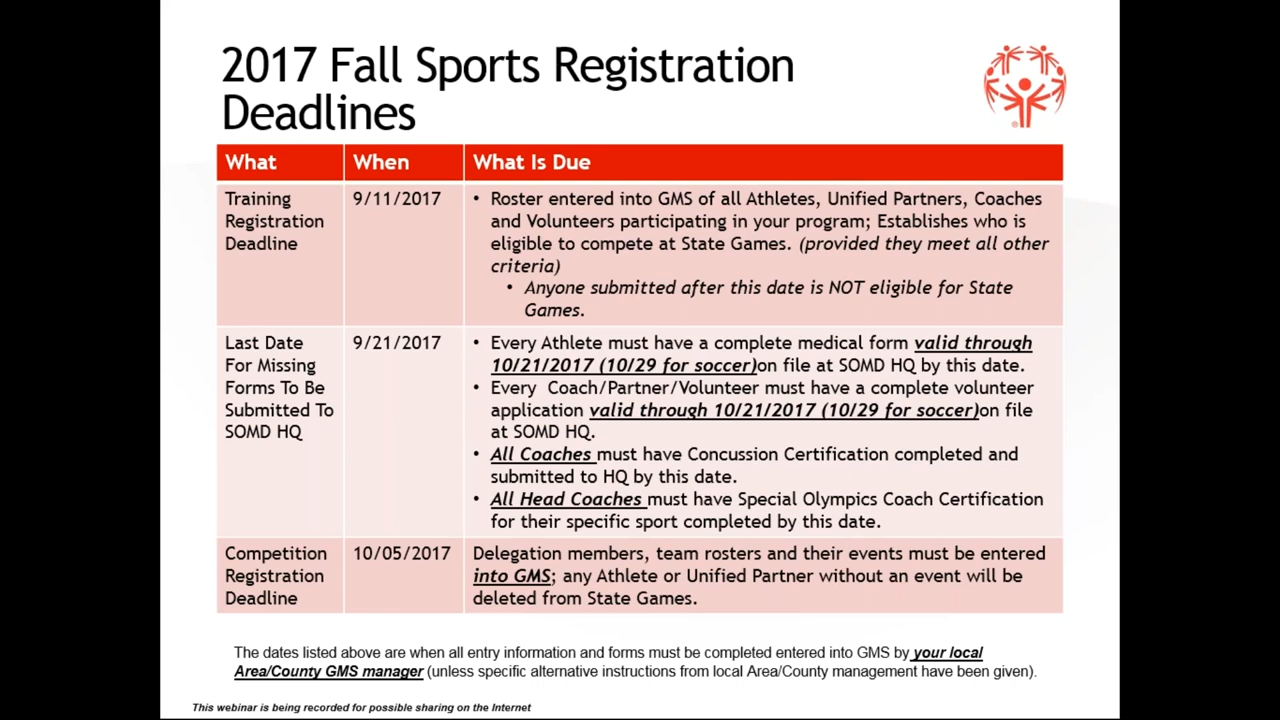 2017 Fall Sports Registration
Deadlines
What When What Is Due
Training
Registration
Deadline
9/11/2017
• Roster entered into GMS of all Athletes, Unified Partners, Coaches
and Volunteers participating in your program; Establishes who is
eligible to compete at State Games. (provided they meet all other
criteria)
• Anyone submitted after this date is NOT eligible for State
Games.
Last Date
For Missing
Forms To Be
Submitted To
SOMD HQ
9/21/2017
• Every Athlete must have a complete medical form valid through
10/21/2017 (10/29 for soccer)on file at SOMD HQ by this date.
• Every Coach/Partner/Volunteer must have a complete volunteer
application valid through 10/21/2017 (10/29 for soccer)on file
at SOMD HQ.
• All Coaches must have Concussion Certification completed and
submitted to HQ by this date.
• All Head Coaches must have Special Olympics Coach Certification
for their specific sport completed by this date.
Competition
Registration
Deadline
10/05/2017
Delegation members, team rosters and their events must be entered
into GMS; any Athlete or Unified Partner without an event will be
deleted from State Games.
The dates listed above are when all entry information and forms must be completed entered into GMS by your local
Area/County GMS manager (unless specific alternative instructions from local Area/County management have been given).
This webinar is being recorded for possible sharing on the Internet